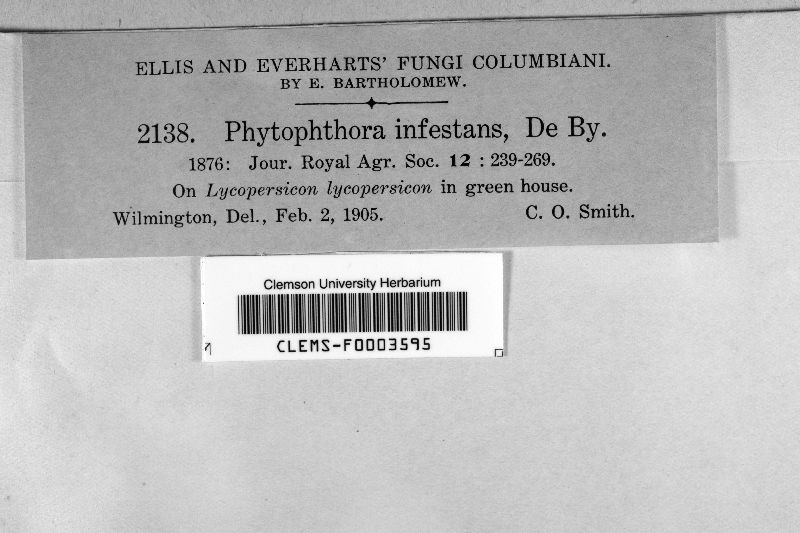 ELLIS AND EVERHARTS' FUNGI COLUMBIANI.
BY E. BARTHOLOMEW.
2138. Phytophthora infestans, De By.
1876: Jour. Royal Agr. Soc. 12 : 239-269.
On Lycopersicon lycopersicon in green house.
Wilmington, Del., Feb. 2, 1905. C. O. Smith.
Clemson University Herbarium
CLEMS-F0003595